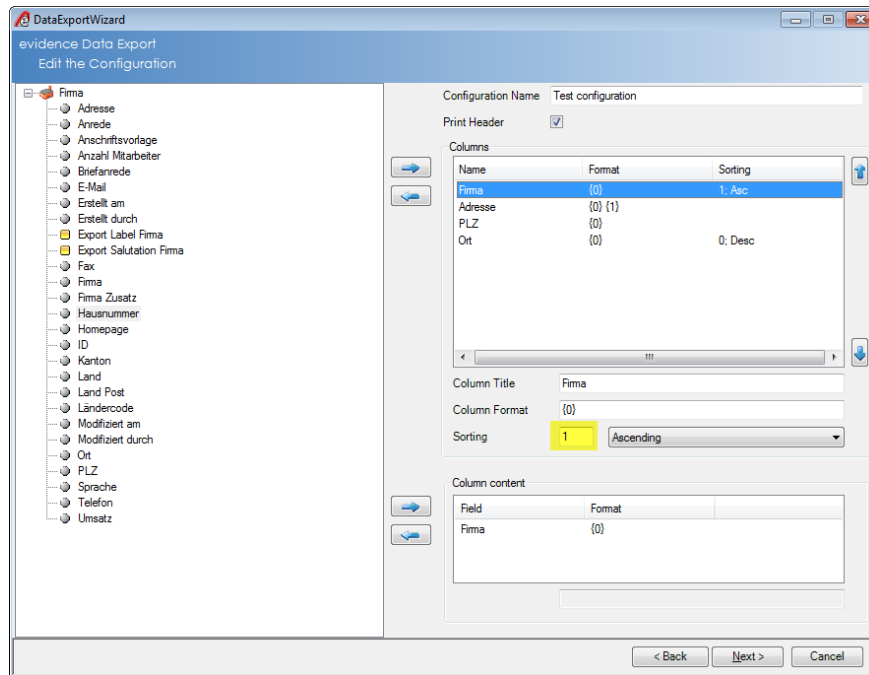 DataExportWizard
evidence Data Export
Edit the Configuration
Firma
Adresse
Anrede
Anschriftsvorlage
Anzahl Mitarbeiter
Briefanrede
E-Mail
Erstellt am
Erstellt durch
Export Label Firma
Export Salutation Firma
Fax
Firma
Firma Zusatz
Hausnummer
Homepage
ID
Kanton
Land
Land Post
Ländercode
Modifiziert am
Modifiziert durch
Ort
PLZ
Sprache
Telefon
Umsatz
Configuration Name Test configuration
Print Header
Columns
Name Format Sorting
Firma {0} 1; Asc
Adresse {0} {1}
PLZ {0}
Ort {0} 0; Desc
Column Title Firma
Column Format {0}
Sorting 1 Ascending
Column content
Field Format
Firma {0}
< Back Next > Cancel